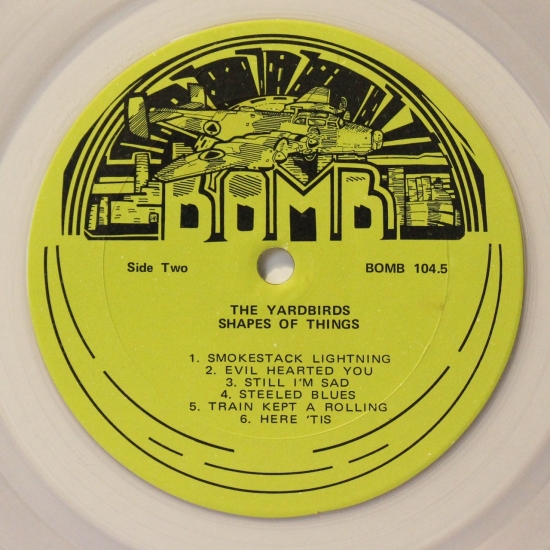 BOMB
Side Two
BOMB 104.5
THE YARDBIRDS
SHAPES OF THINGS
1. SMOKESTACK LIGHTNING
2. EVIL HEARTED YOU
3. STILL I'M SAD
4. STEELED BLUES
5. TRAIN KEPT A ROLLING
6. HERE 'TIS